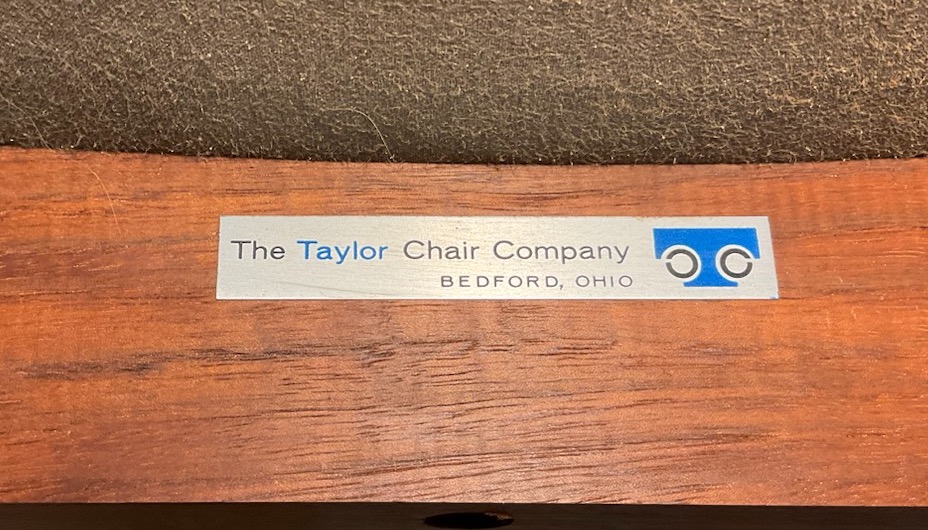 The Taylor Chair Company
BEDFORD, OHIO